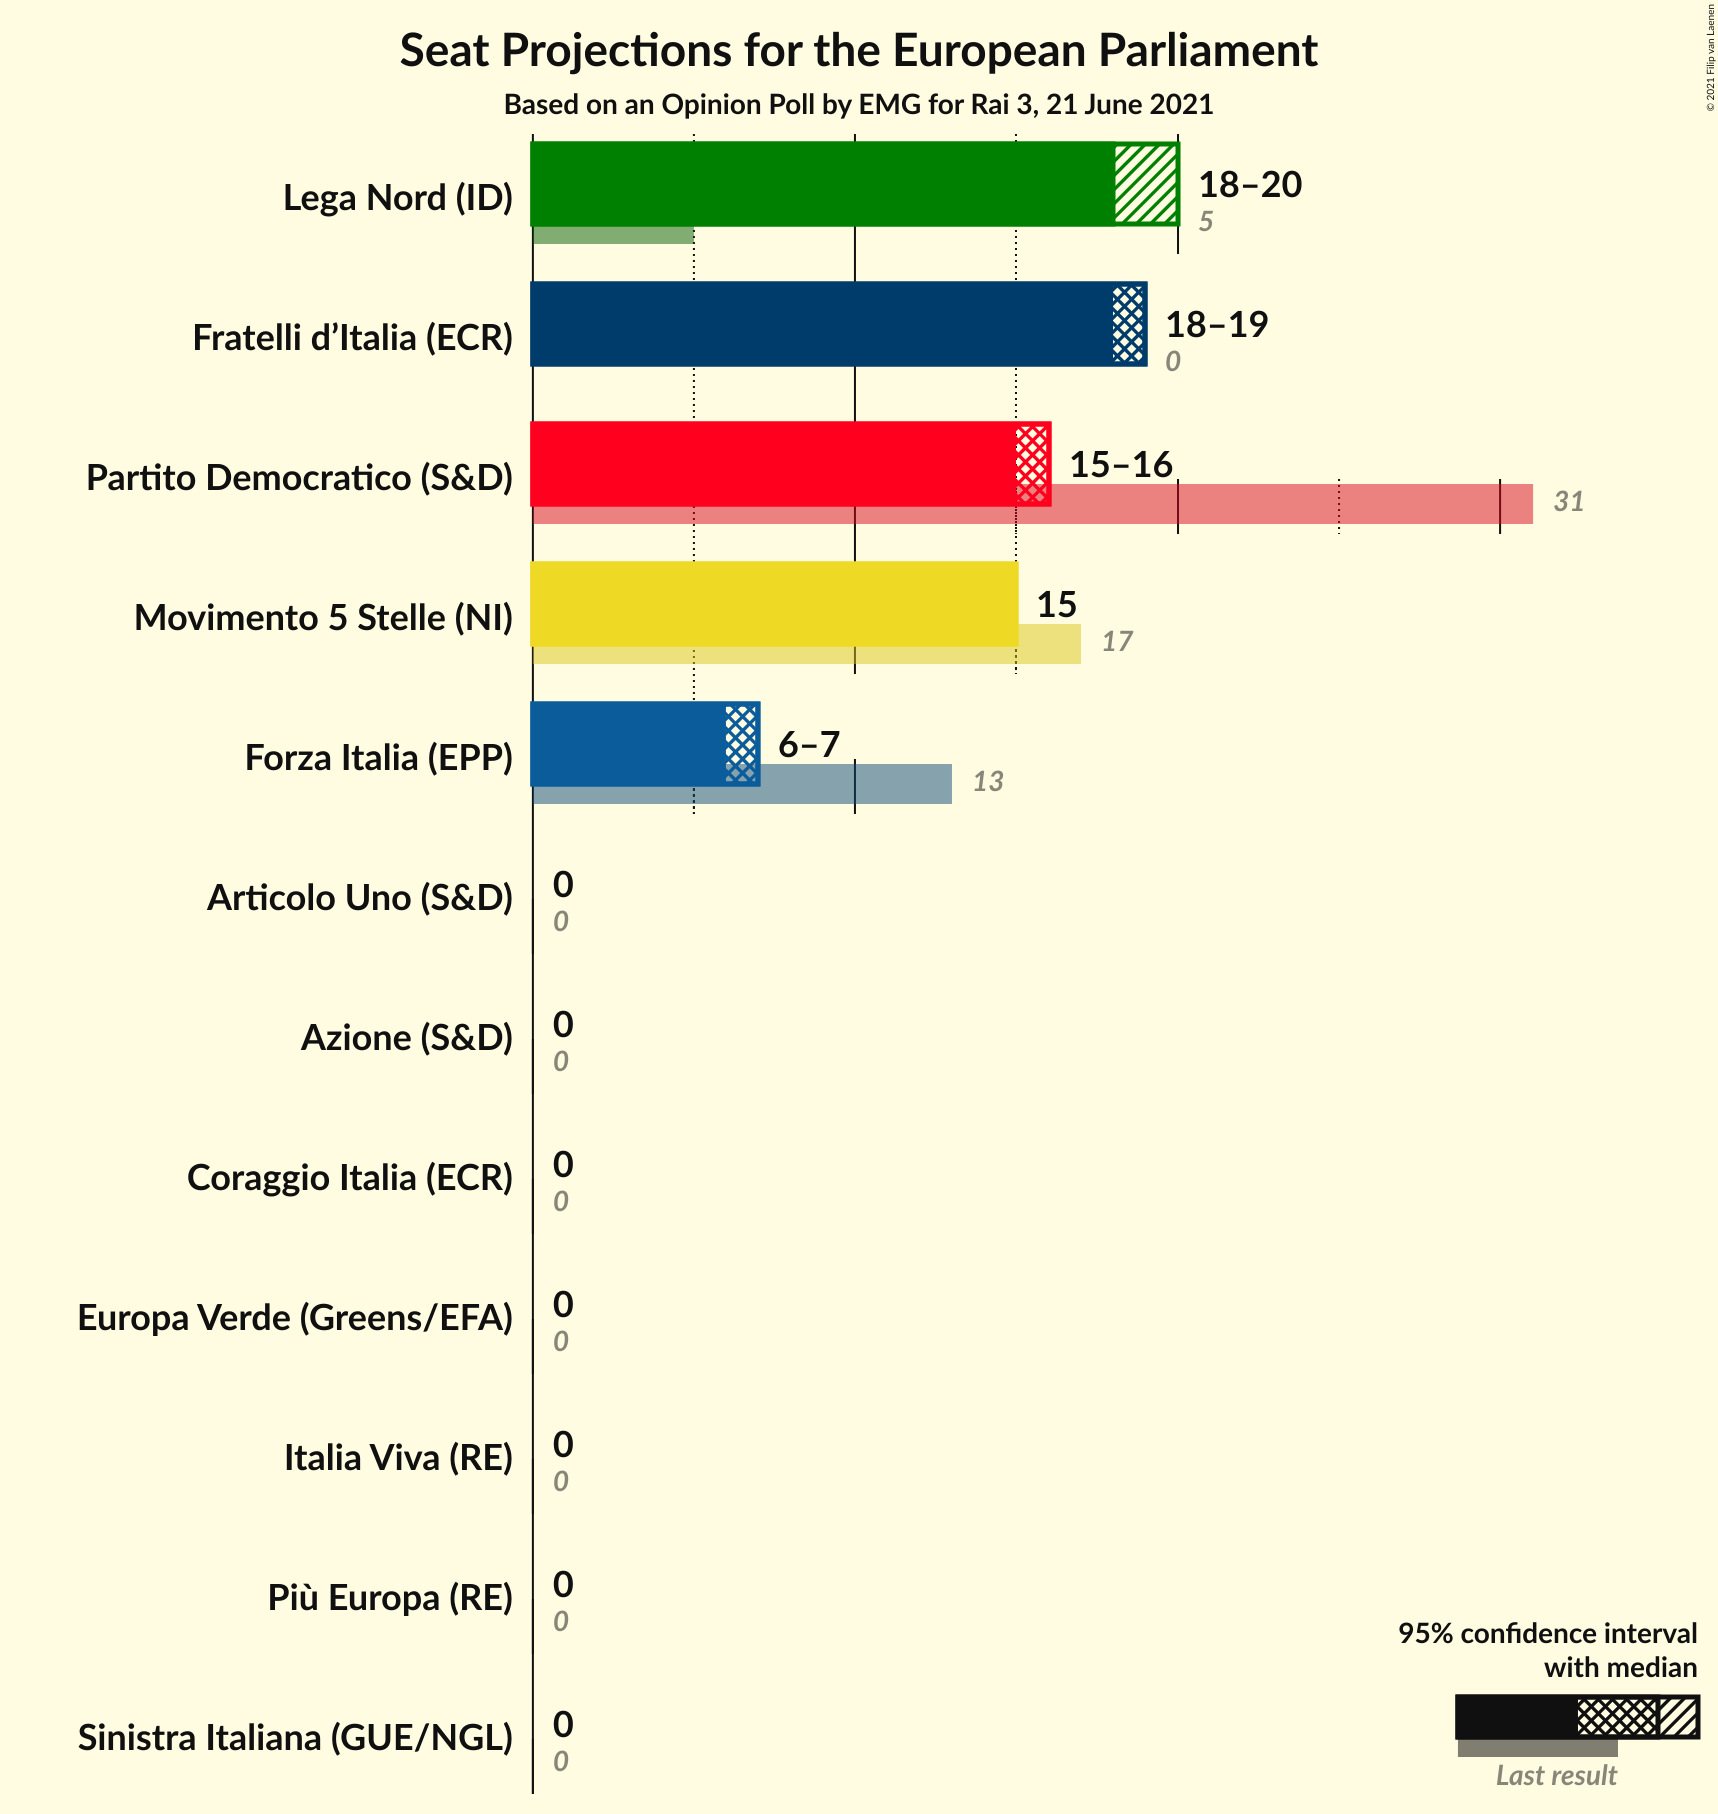 Seat Projections for the European Parliament
Based on an Opinion Poll by EMG for Rai 3, 21 June 2021
© 2021 Filip van Laenen
Lega Nord (ID)
18–20
5
Fratelli d’Italia (ECR)
18–19
0
Partito Democratico (S&D)
15–16
31
Movimento 5 Stelle (NI)
15
17
Forza Italia (EPP)
6–7
13
Articolo Uno (S&D)
0
0
Azione (S&D)
0
0
Coraggio Italia (ECR)
0
0
Europa Verde (Greens/EFA)
0
0
Italia Viva (RE)
0
0
Più Europa (RE)
0
0
Sinistra Italiana (GUE/NGL)
0
0
95% confidence interval
with median
Last result